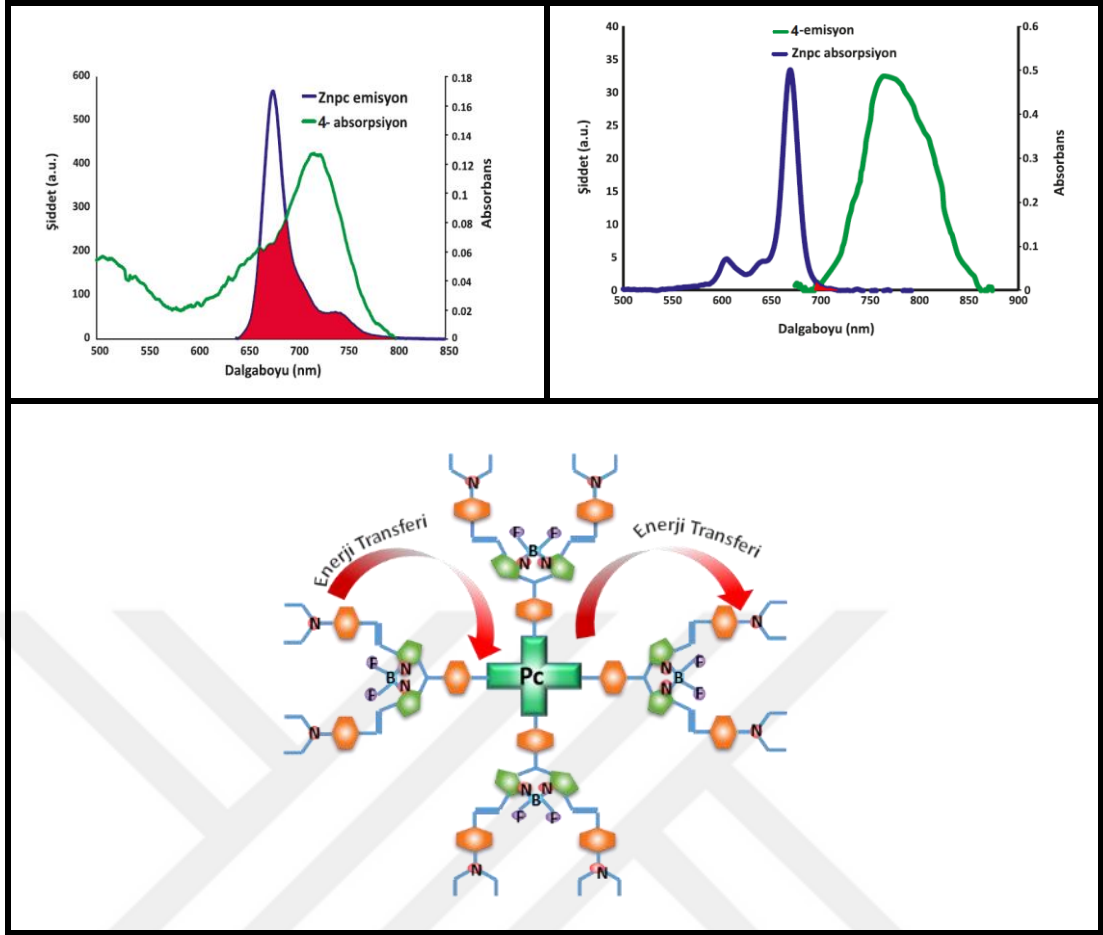 600
500
400
300
200
100
0
Şiddet (a.u.)
Znpc emisyon
4- absorpsiyon
0.18
0.16
0.14
0.12
0.1
0.08
0.06
0.04
0.02
0
Absorbans
500 550 600 650 700 750 800 850
Dalgaboyu (nm)
40
35
30
25
20
15
10
5
0
Şiddet (a.u.)
4-emisyon
Znpc absorpsiyon
0.6
0.5
0.4
0.3
0.2
0.1
0
Absorbans
500 550 600 650 700 750 800 850 900
Dalgaboyu (nm)
N N
Enerji Transferi
Enerji Transferi
F F
B
N N
N
N
F
B
F
N
N
Pc
N
N
B
F
F
N
N
N N
B
F F
N N